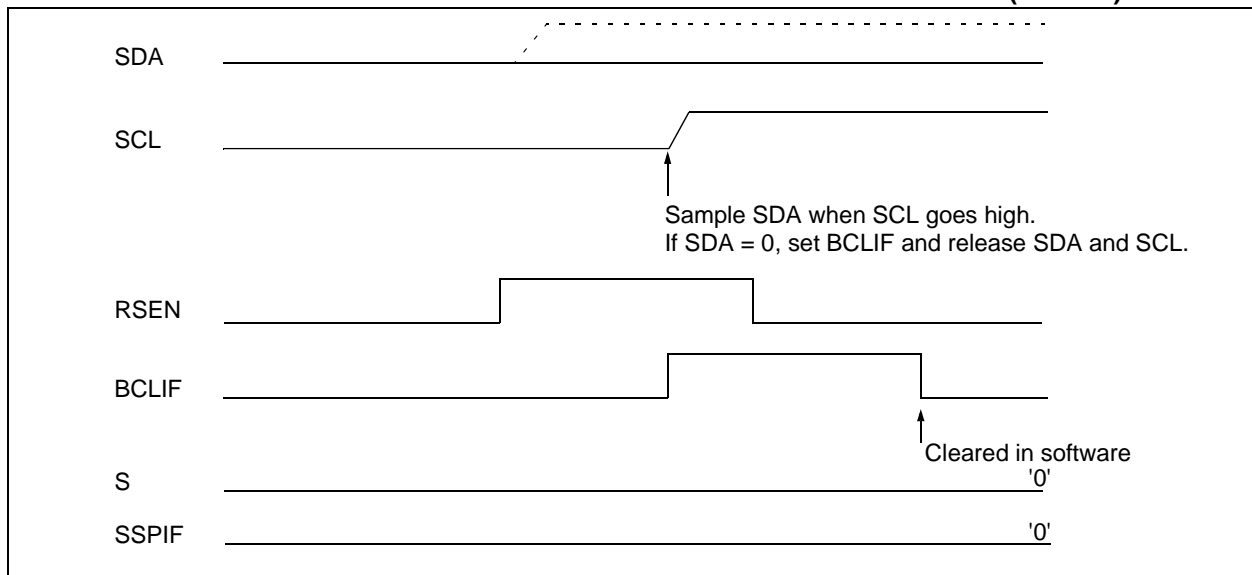 SDA
SCL
Sample SDA when SCL goes high.
If SDA = 0, set BCLIF and release SDA and SCL.
RSEN
BCLIF
Cleared in software
S
'0'
SSPIF
'0'